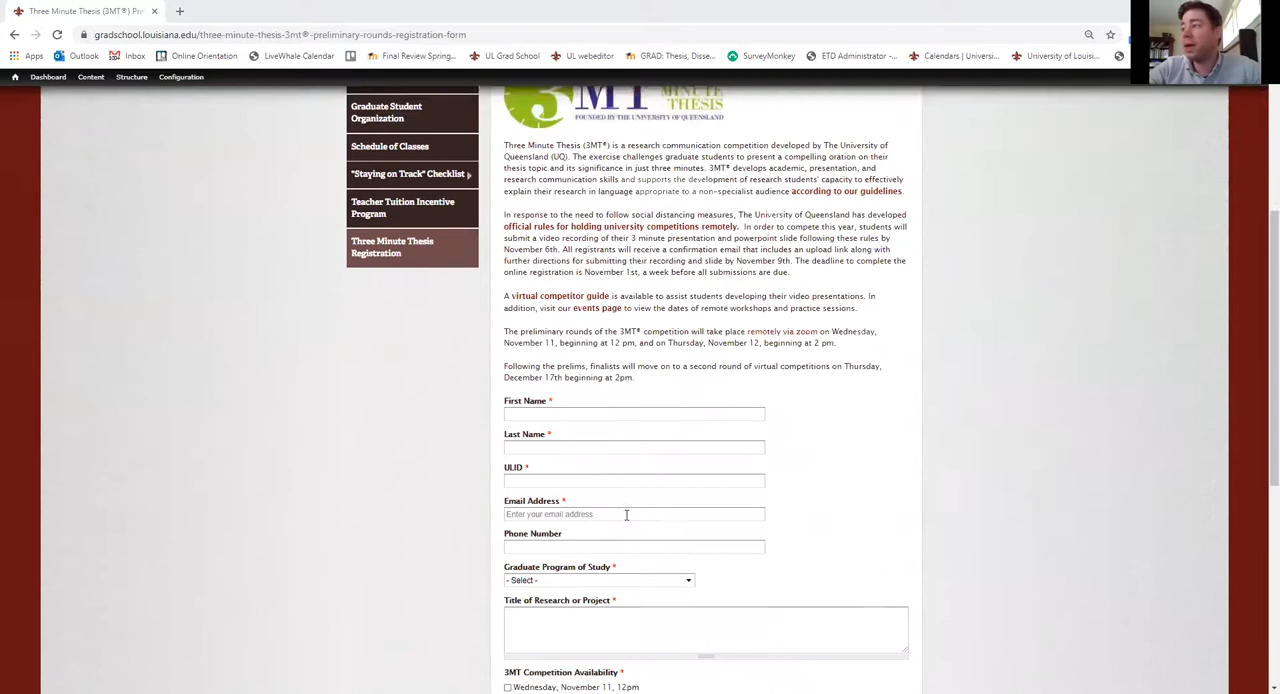 Three Minute Thesis (3MT®) Pre
gradschool.louisiana.edu/three-minute-thesis-3mt®-preliminary-rounds-registration-form
Apps Outlook Inbox Online Orientation LiveWhale Calendar Final Review Spring... UL Grad School UL webeditor GRAD: Thesis, Disse... SurveyMonkey ETD Administrator -... Calendars | Universi... University of Louisi...
Dashboard Content Structure Configuration
Graduate Student
Organization
Schedule of Classes
"Staying on Track" Checklist
Teacher Tuition Incentive
Program
Three Minute Thesis
Registration
3MT MINUTE
THESIS
FOUNDED BY THE UNIVERSITY OF QUEENSLAND
Three Minute Thesis (3MT®) is a research communication competition developed by The University of
Queensland (UQ). The exercise challenges graduate students to present a compelling oration on their
thesis topic and its significance in just three minutes. 3MT® develops academic, presentation, and
research communication skills and supports the development of research students' capacity to effectively
explain their research in language appropriate to a non-specialist audience according to our guidelines.
In response to the need to follow social distancing measures, The University of Queensland has developed
official rules for holding university competitions remotely. In order to compete this year, students will
submit a video recording of their 3 minute presentation and powerpoint slide following these rules by
November 6th. All registrants will receive a confirmation email that includes an upload link along with
further directions for submitting their recording and slide by November 9th. The deadline to complete the
online registration is November 1st, a week before all submissions are due.
A virtual competitor guide is available to assist students developing their video presentations. In
addition, visit our events page to view the dates of remote workshops and practice sessions.
The preliminary rounds of the 3MT® competition will take place remotely via zoom on Wednesday,
November 11, beginning at 12 pm, and on Thursday, November 12, beginning at 2 pm.
Following the prelims, finalists will move on to a second round of virtual competitions on Thursday,
December 17th beginning at 2pm.
First Name *
Last Name *
ULID *
Email Address *
Enter your email address
Phone Number
Graduate Program of Study *
- Select -
Title of Research or Project *
3MT Competition Availability *
Wednesday, November 11, 12pm